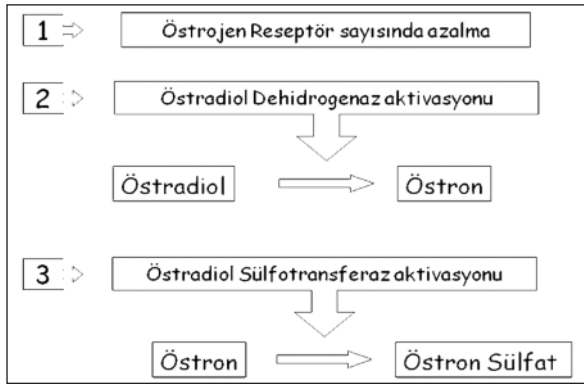 1 Östrojen Reseptör sayısında azalma
2 Östradiol Dehidrogenaz aktivasyonu
Östradiol Östron
3 Östradiol Sülfotransferaz aktivasyonu
Östron Östron Sülfat